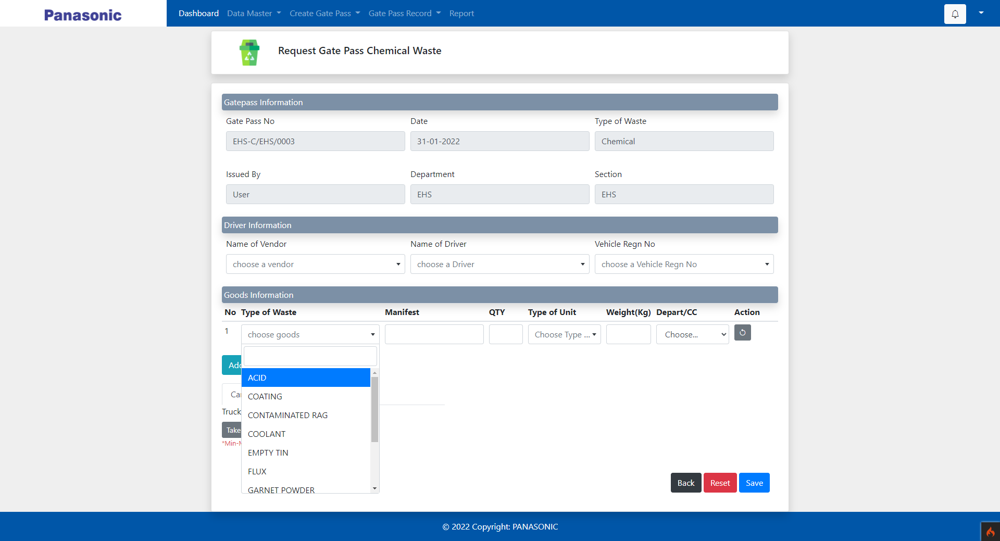 Panasonic
Dashboard Data Master Create Gate Pass Gate Pass Record Report
Request Gate Pass Chemical Waste
Gatepass Information
Gate Pass No Date Type of Waste
EHS-C/EHS/0003 31-01-2022 Chemical
Issued By Department Section
User EHS EHS
Driver Information
Name of Vendor Name of Driver Vehicle Regn No
choose a vendor choose a Driver choose a Vehicle Regn No
Goods Information
No Type of Waste Manifest QTY Type of Unit Weight(Kg) Depart/CC Action
1 choose goods Choose Type ... Choose...
ACID
COATING
CONTAMINATED RAG
Truck
COOLANT
Take
EMPTY TIN
FLUX
GARNET POWDER
Back Reset Save
© 2022 Copyright: PANASONIC